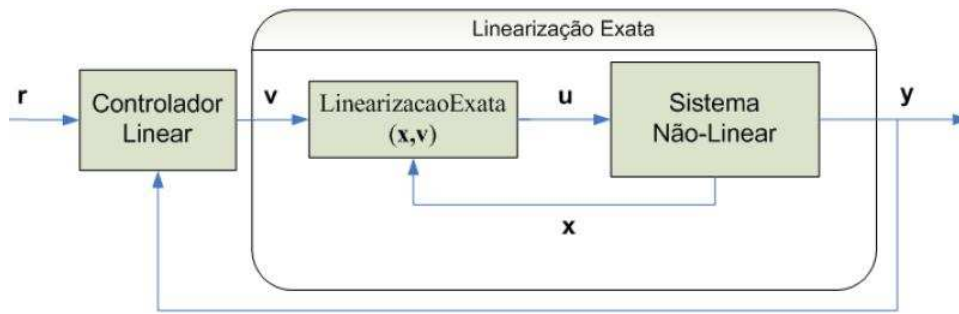 Linearização Exata
r
Controlador
Linear
v
LinearizacaoExata
(x,v)
u
Sistema
Não-Linear
y
x